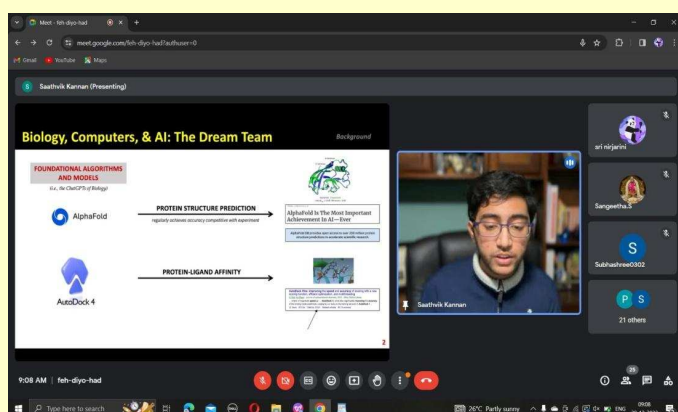 Meet - feh-diyo-had
meet.google.com/feh-diyo-had?authuser=0
Gmail
YouTube
Maps
S
Saathvik Kannan (Presenting)
Biology, Computers, & AI: The Dream Team
Background
FOUNDATIONAL ALGORITHMS
AND MODELS
(i.e., the ChatGPTs of Biology)
AlphaFold
PROTEIN STRUCTURE PREDICTION
regularly achieves accuracy competitive with experiment
AlphaFold Is The Most Important
Achievement In AI—Ever
AutoDock 4
PROTEIN-LIGAND AFFINITY
2
Saathvik Kannan
sri nirjarini
Sangeetha.S
S
Subhashree0302
P S
21 others
9:08 AM | feh-diyo-had
25
Type here to search
26°C Partly sunny
ENG
09:08